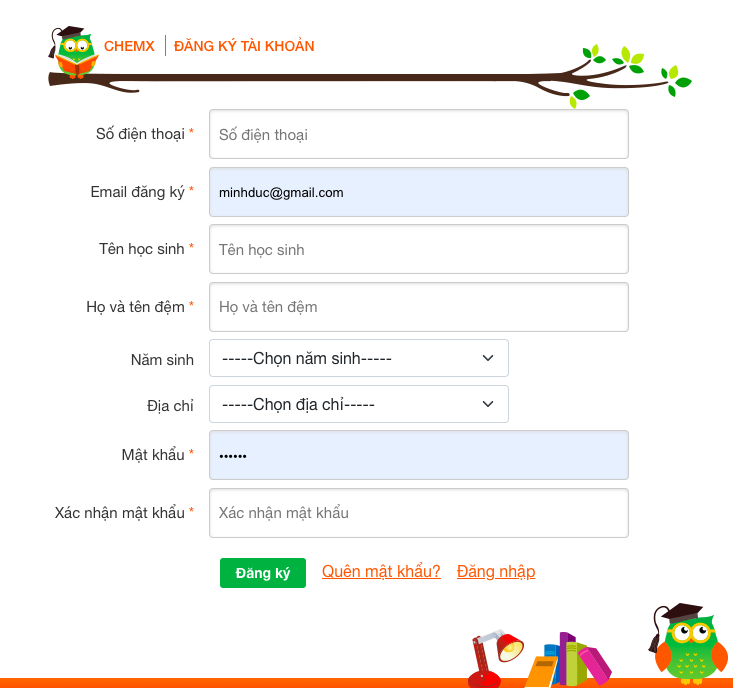 CHEMX | ĐĂNG KÝ TÀI KHOẢN
Số điện thoại * Số điện thoại
Email đăng ký * minhduc@gmail.com
Tên học sinh * Tên học sinh
Họ và tên đệm * Họ và tên đệm
Năm sinh -----Chọn năm sinh-----
Địa chỉ -----Chọn địa chỉ-----
Mật khẩu * ••••••
Xác nhận mật khẩu * Xác nhận mật khẩu
Đăng ký Quên mật khẩu? Đăng nhập